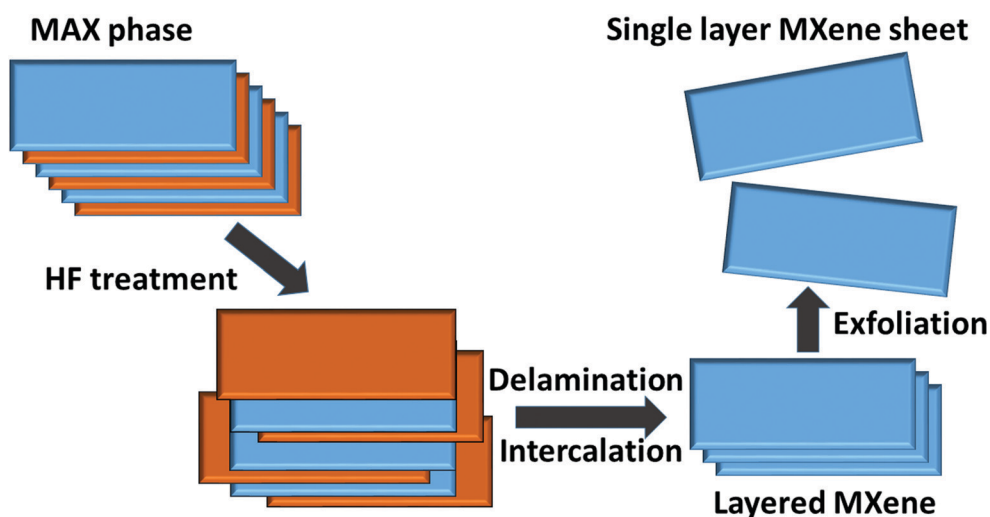 MAX phase
Single layer MXene sheet
HF treatment
Exfoliation
Delamination
Intercalation
Layered MXene